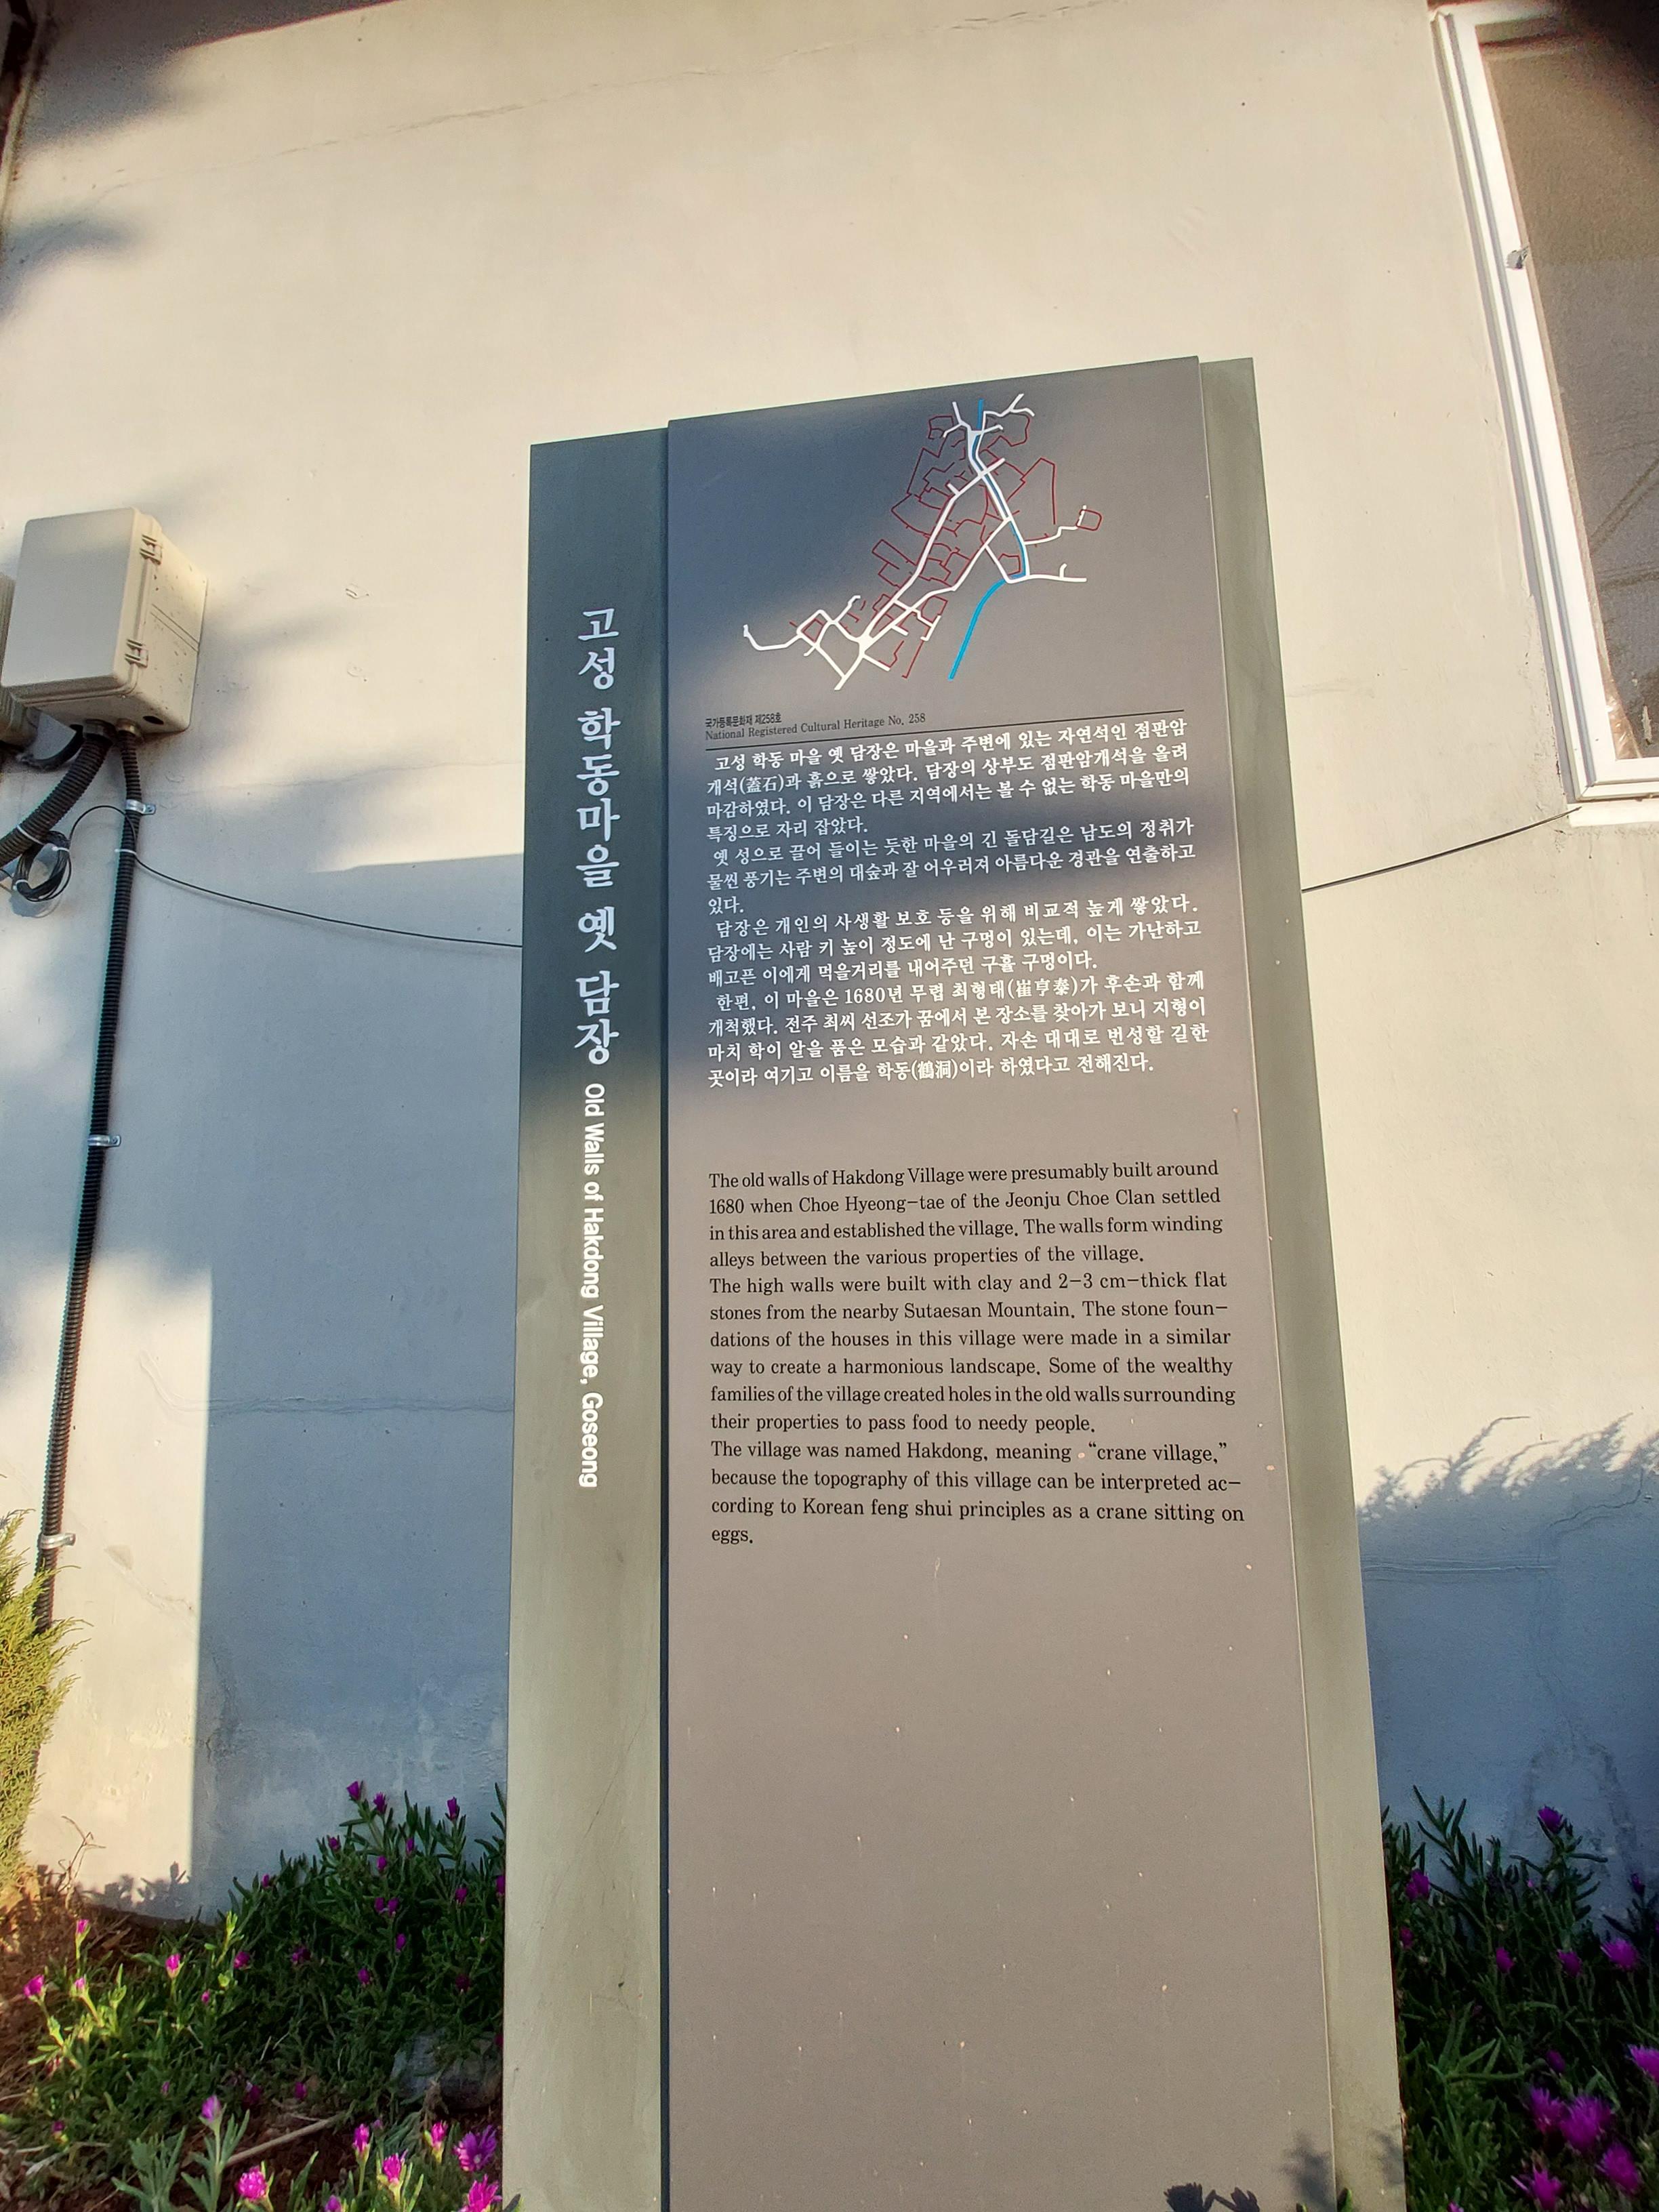 고성 학동마을 옛 담장 Old Walls of Hakdong Village, Goseong
국가등록문화재 제258호
National Registered Cultural Heritage No. 258
고성 학동 마을 옛 담장은 마을과 주변에 있는 자연석인 점판암
개석(蓋石)과 흙으로 쌓았다. 담장의 상부도 점판암개석을 올려
마감하였다. 이 담장은 다른 지역에서는 볼 수 없는 학동 마을만의
특징으로 자리 잡았다.
옛 성으로 끌어 들이는 듯한 마을의 긴 돌담길은 남도의 정취가
물씬 풍기는 주변의 대숲과 잘 어우러져 아름다운 경관을 연출하고
있다.
담장은 개인의 사생활 보호 등을 위해 비교적 높게 쌓았다.
담장에는 사람 키 높이 정도에 난 구멍이 있는데, 이는 가난하고
배고픈 이에게 먹을거리를 내어주던 구휼 구멍이다.
한편, 이 마을은 1680년 무렵 최형태(崔亨泰)가 후손과 함께
개척했다. 전주 최씨 선조가 꿈에서 본 장소를 찾아가 보니 지형이
마치 학이 알을 품은 모습과 같았다. 자손 대대로 번성할 길한
곳이라 여기고 이름을 학동(鶴洞)이라 하였다고 전해진다.
The old walls of Hakdong Village were presumably built around
1680 when Choe Hyeong-tae of the Jeonju Choe Clan settled
in this area and established the village. The walls form winding
alleys between the various properties of the village.
The high walls were built with clay and 2-3 cm-thick flat
stones from the nearby Sutaesan Mountain. The stone foun-
dations of the houses in this village were made in a similar
way to create a harmonious landscape. Some of the wealthy
families of the village created holes in the old walls surrounding
their properties to pass food to needy people.
The village was named Hakdong, meaning “crane village,”
because the topography of this village can be interpreted ac-
cording to Korean feng shui principles as a crane sitting on
eggs.